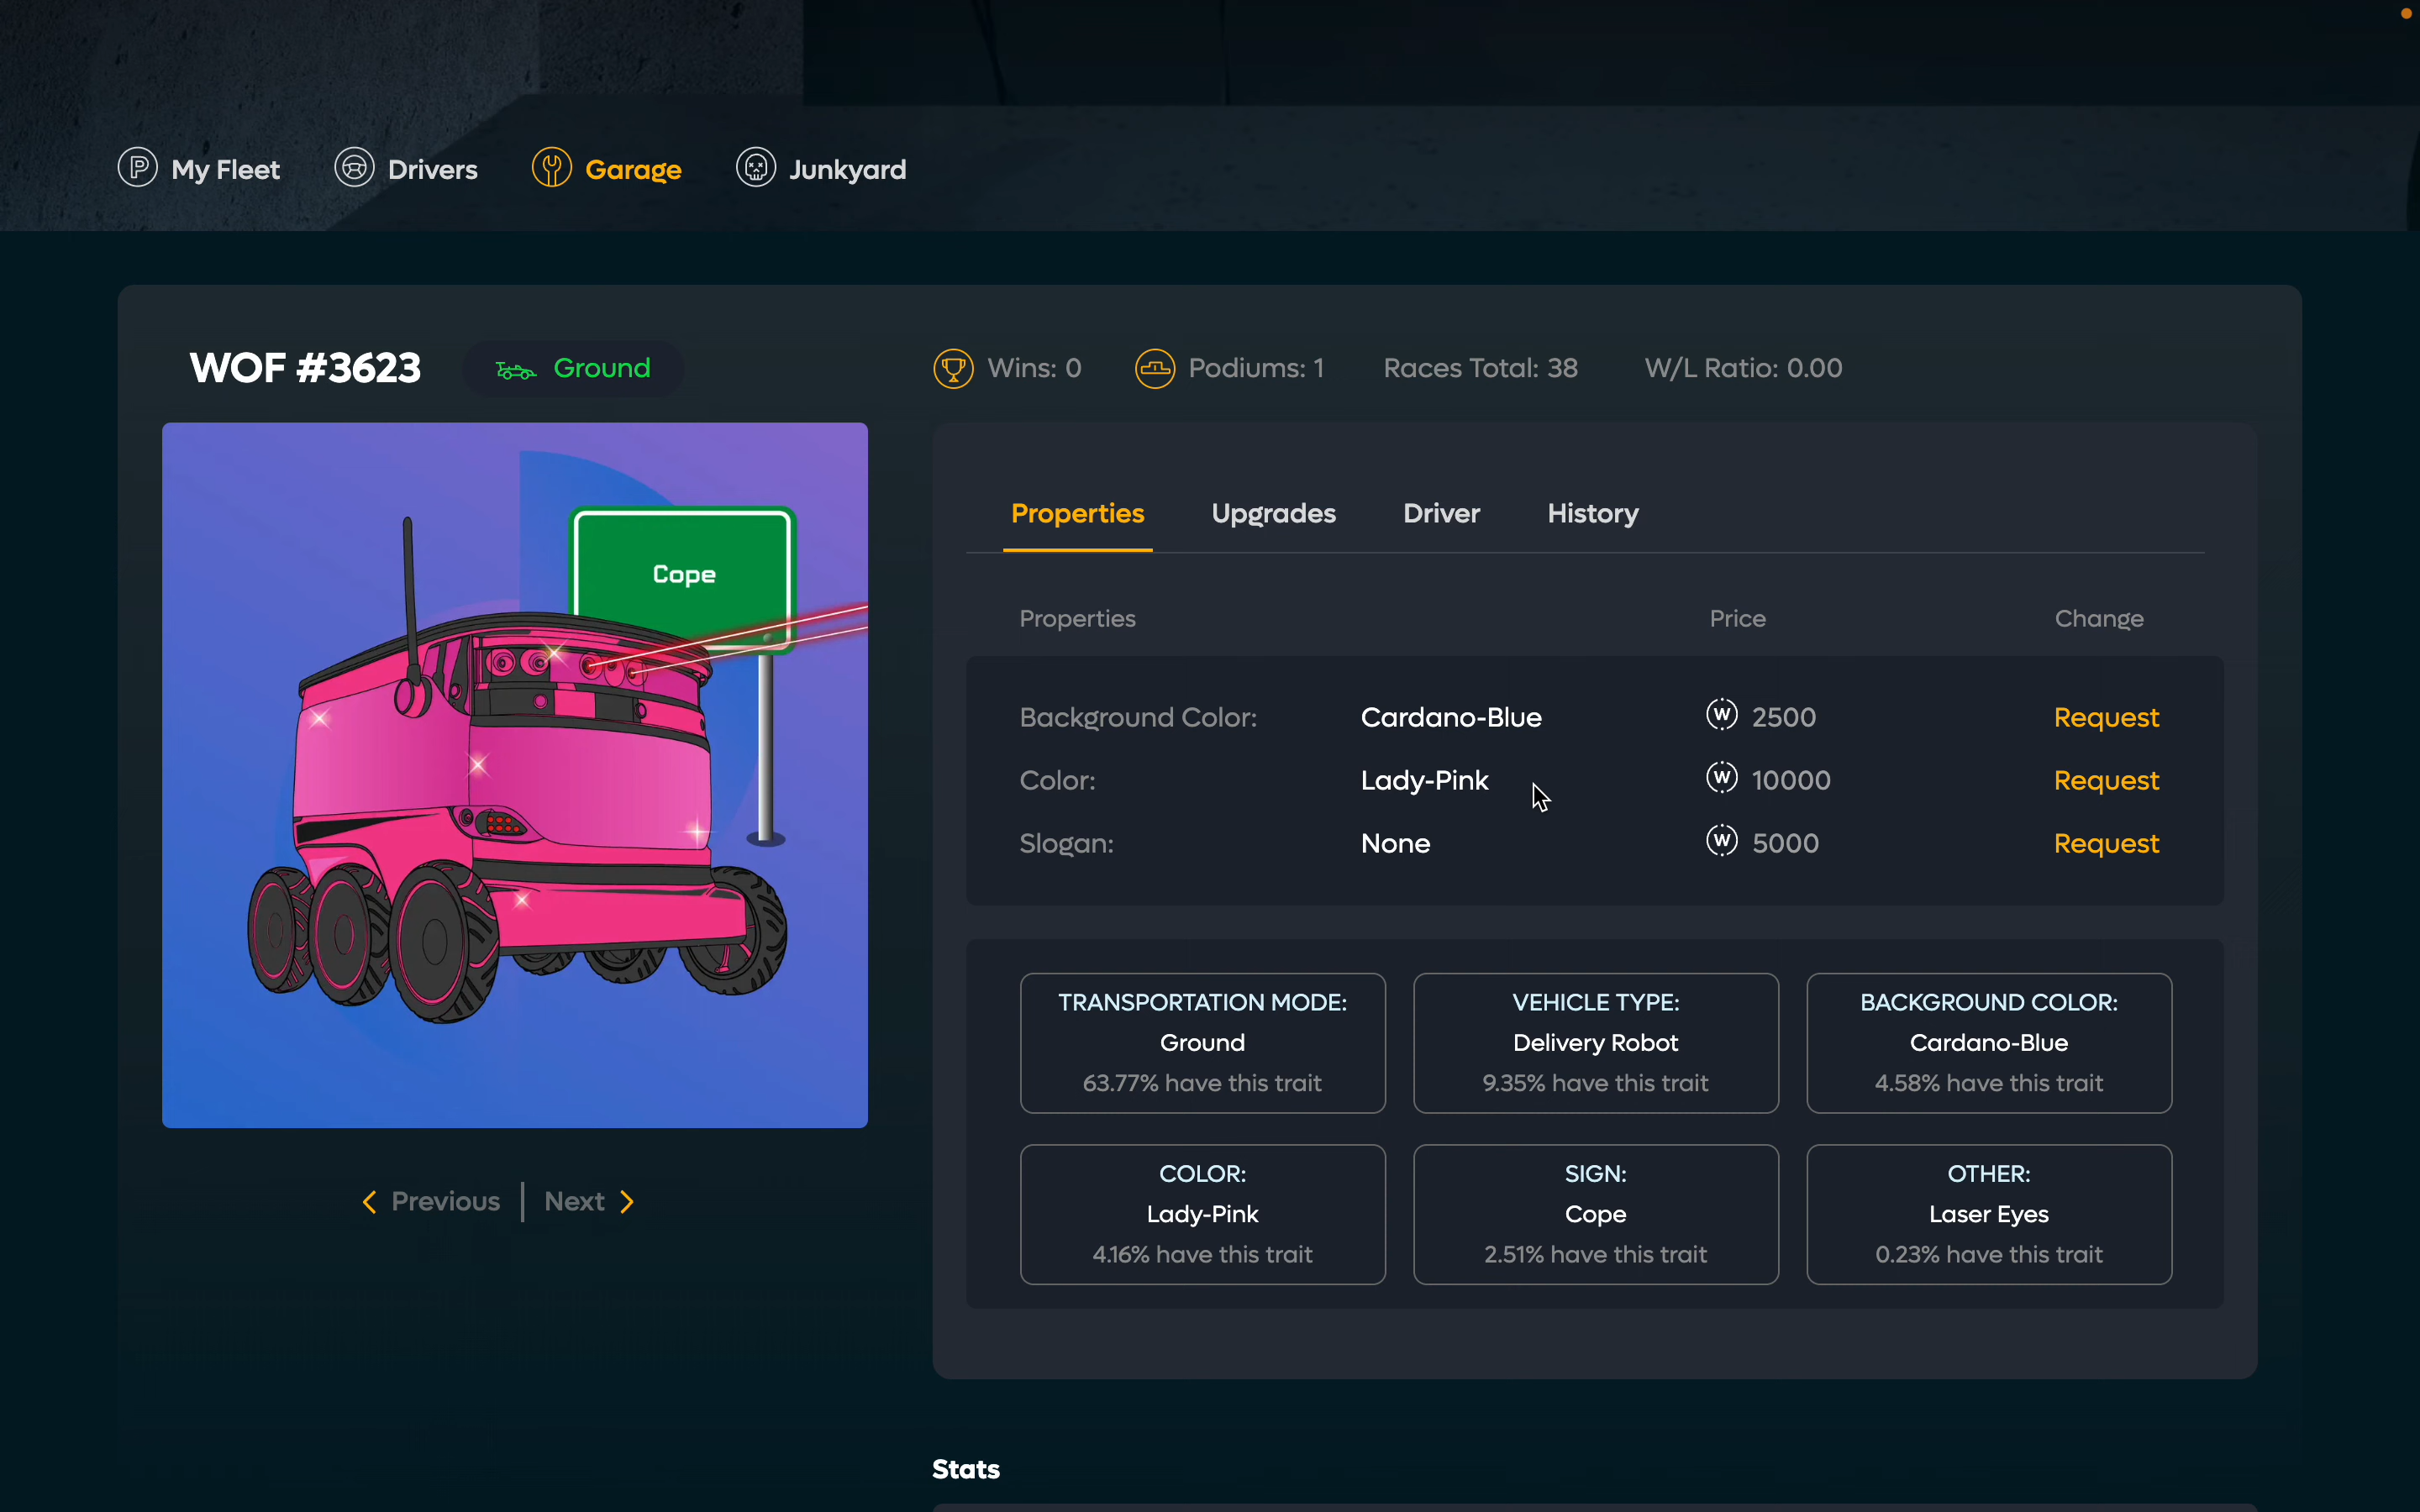 My Fleet
Drivers
Garage
Junkyard
WOF #3623
Ground
Wins: 0
Podiums: 1
Races Total: 38
W/L Ratio: 0.00
Cope
Properties
Upgrades
Driver
History
Properties
Price
Change
Background Color:
Cardano-Blue
W 2500
Request
Color:
Lady-Pink
W 10000
Request
Slogan:
None
W 5000
Request
TRANSPORTATION MODE:
Ground
63.77% have this trait
VEHICLE TYPE:
Delivery Robot
9.35% have this trait
BACKGROUND COLOR:
Cardano-Blue
4.58% have this trait
COLOR:
Lady-Pink
4.16% have this trait
SIGN:
Cope
2.51% have this trait
OTHER:
Laser Eyes
0.23% have this trait
Previous
Next
Stats